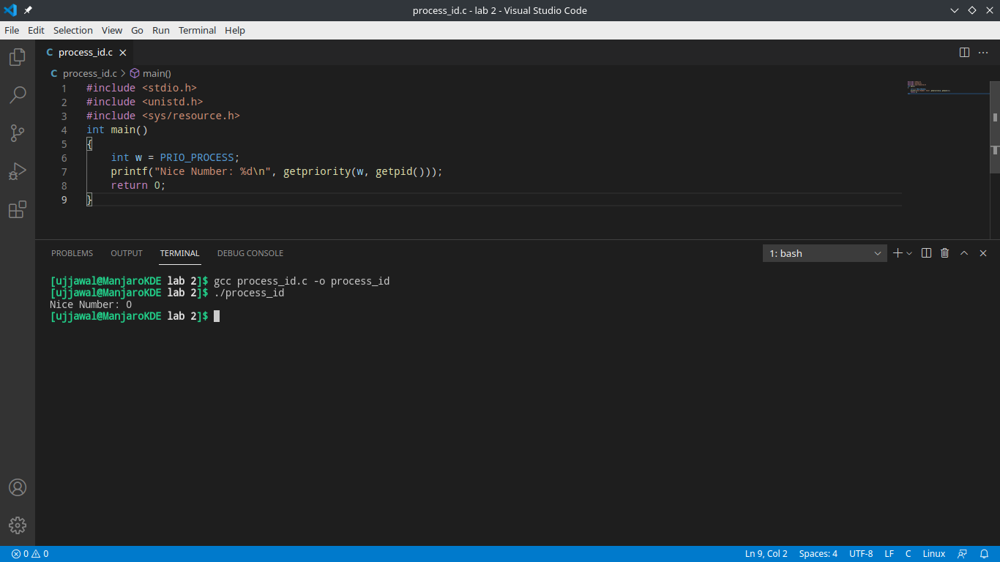 process_id.c - lab 2 - Visual Studio Code
File Edit Selection View Go Run Terminal Help
C process_id.c
C process_id.c > main()
1 #include <stdio.h>
2 #include <unistd.h>
3 #include <sys/resource.h>
4 int main()
5 {
6     int w = PRIO_PROCESS;
7     printf("Nice Number: %d\n", getpriority(w, getpid()));
8     return 0;
9 }
PROBLEMS OUTPUT TERMINAL DEBUG CONSOLE 1: bash
[ujjawal@ManjaroKDE lab 2]$ gcc process_id.c -o process_id
[ujjawal@ManjaroKDE lab 2]$ ./process_id
Nice Number: 0
[ujjawal@ManjaroKDE lab 2]$
0 0 Ln 9, Col 2 Spaces: 4 UTF-8 LF C Linux